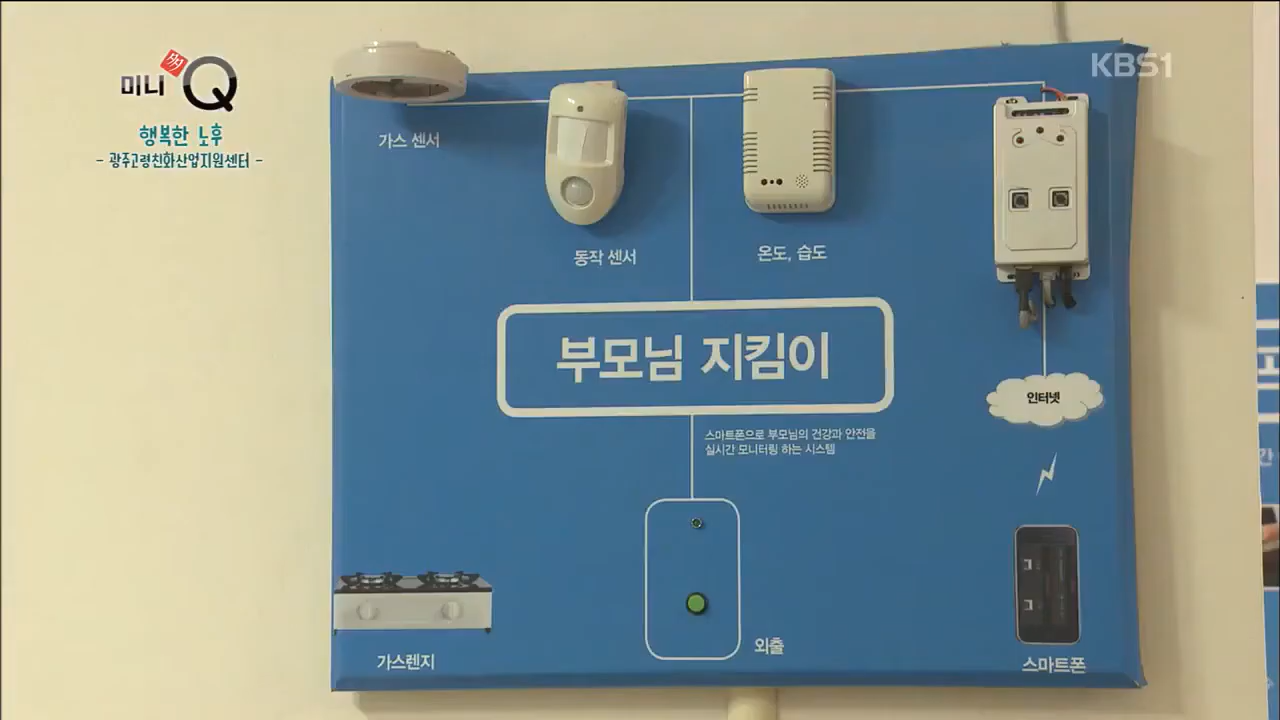 미니 多 Q
행복한 노후
- 광주고령친화산업지원센터 -
KBS1
가스 센서
동작 센서
온도, 습도
부모님 지킴이
스마트폰으로 부모님의 건강과 안전을
실시간 모니터링 하는 시스템
인터넷
외출
가스렌지
스마트폰
간